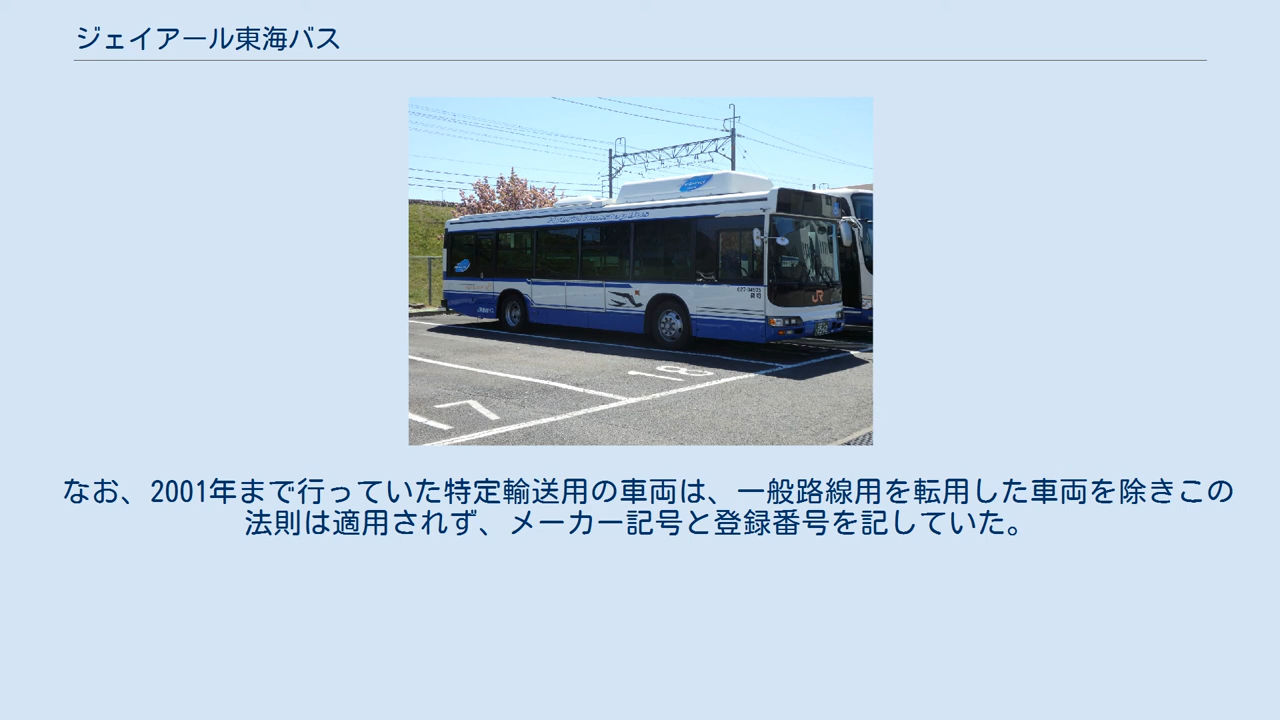 ジェイアール東海バス
JR
18
7
なお、2001年まで行っていた特定輸送用の車両は、一般路線用を転用した車両を除きこの
法則は適用されず、メーカー記号と登録番号を記していた。